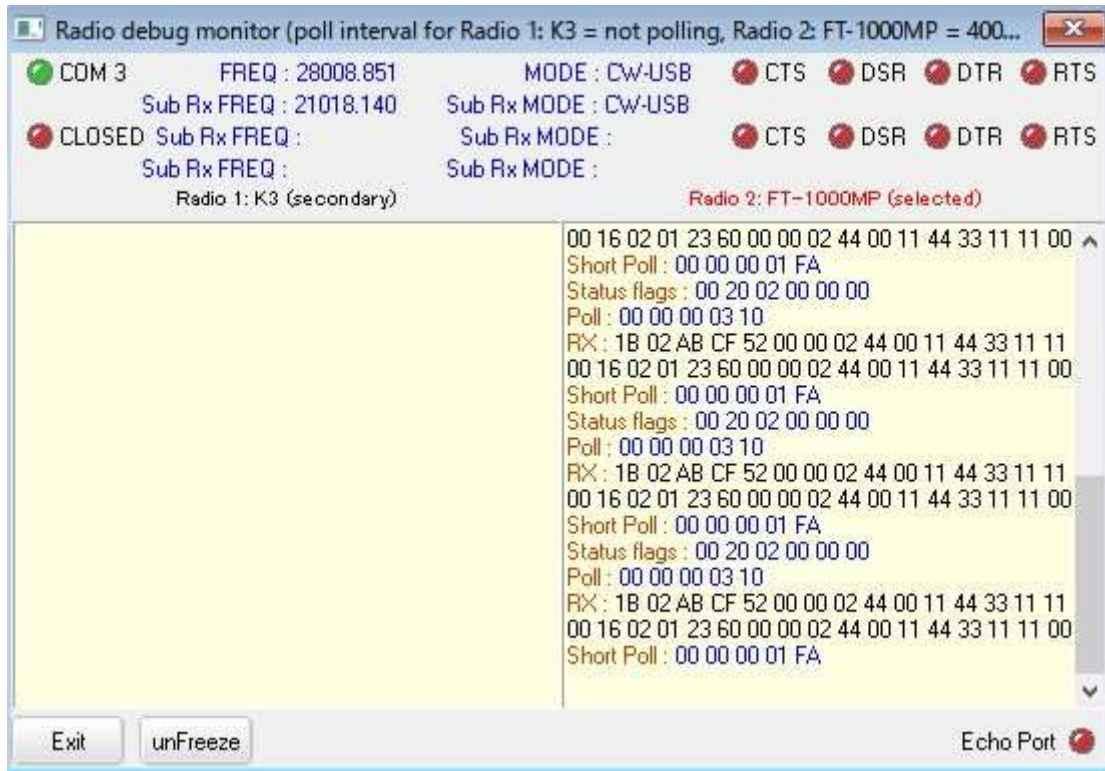 Radio debug monitor (poll interval for Radio 1: K3 = not polling, Radio 2: FT-1000MP = 400...
COM 3 FREQ : 28008.851 MODE : CW-USB CTS DSR DTR RTS
Sub Rx FREQ : 21018.140 Sub Rx MODE : CW-USB
CLOSED Sub Rx FREQ : Sub Rx MODE : CTS DSR DTR RTS
Sub Rx FREQ : Sub Rx MODE :
Radio 1: K3 (secondary) Radio 2: FT-1000MP (selected)
00 16 02 01 23 60 00 00 02 44 00 11 44 33 11 11 00
Short Poll : 00 00 00 01 FA
Status flags : 00 20 02 00 00 00
Poll : 00 00 00 03 10
RX : 1B 02 AB CF 52 00 00 02 44 00 11 44 33 11 11
00 16 02 01 23 60 00 00 02 44 00 11 44 33 11 11 00
Short Poll : 00 00 00 01 FA
Status flags : 00 20 02 00 00 00
Poll : 00 00 00 03 10
RX : 1B 02 AB CF 52 00 00 02 44 00 11 44 33 11 11
00 16 02 01 23 60 00 00 02 44 00 11 44 33 11 11 00
Short Poll : 00 00 00 01 FA
Status flags : 00 20 02 00 00 00
Poll : 00 00 00 03 10
RX : 1B 02 AB CF 52 00 00 02 44 00 11 44 33 11 11
00 16 02 01 23 60 00 00 02 44 00 11 44 33 11 11 00
Short Poll : 00 00 00 01 FA
Exit unFreeze Echo Port